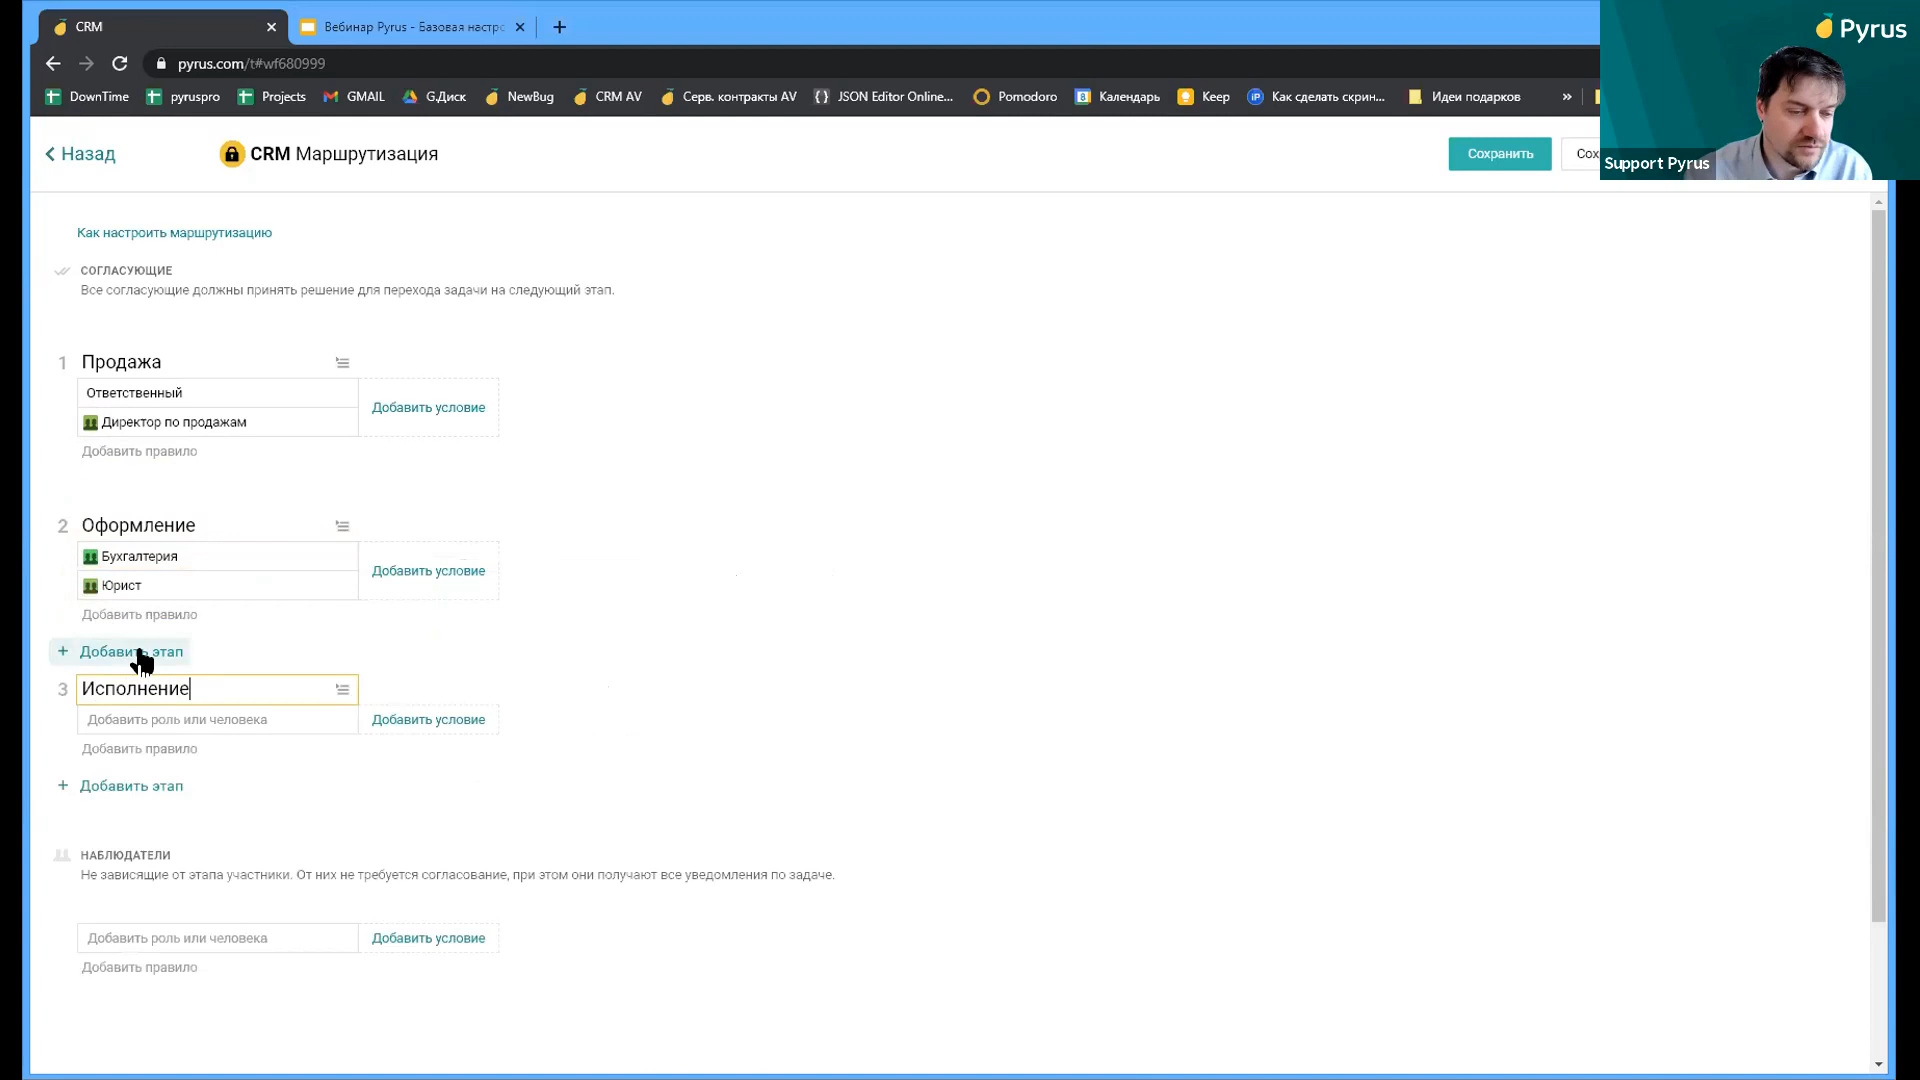 CRM
Вебинар Pyrus - Базовая настро
pyrus.com/t#wf680999
DownTime
pyruspro
Projects
GMAIL
G.Диск
NewBug
CRM AV
Серв. контракты AV
JSON Editor Online...
Pomodoro
Календарь
Keep
Как сделать скрин...
Идеи подарков
»
Pyrus
Support Pyrus
Назад
CRM Маршрутизация
Сохранить
Как настроить маршрутизацию
СОГЛАСУЮЩИЕ
Все согласующие должны принять решение для перехода задачи на следующий этап.
1 Продажа
Ответственный
Директор по продажам
Добавить условие
Добавить правило
2 Оформление
Бухгалтерия
Юрист
Добавить условие
Добавить правило
+ Добавить этап
3 Исполнение
Добавить роль или человека
Добавить условие
Добавить правило
+ Добавить этап
НАБЛЮДАТЕЛИ
Не зависящие от этапа участники. От них не требуется согласование, при этом они получают все уведомления по задаче.
Добавить роль или человека
Добавить условие
Добавить правило